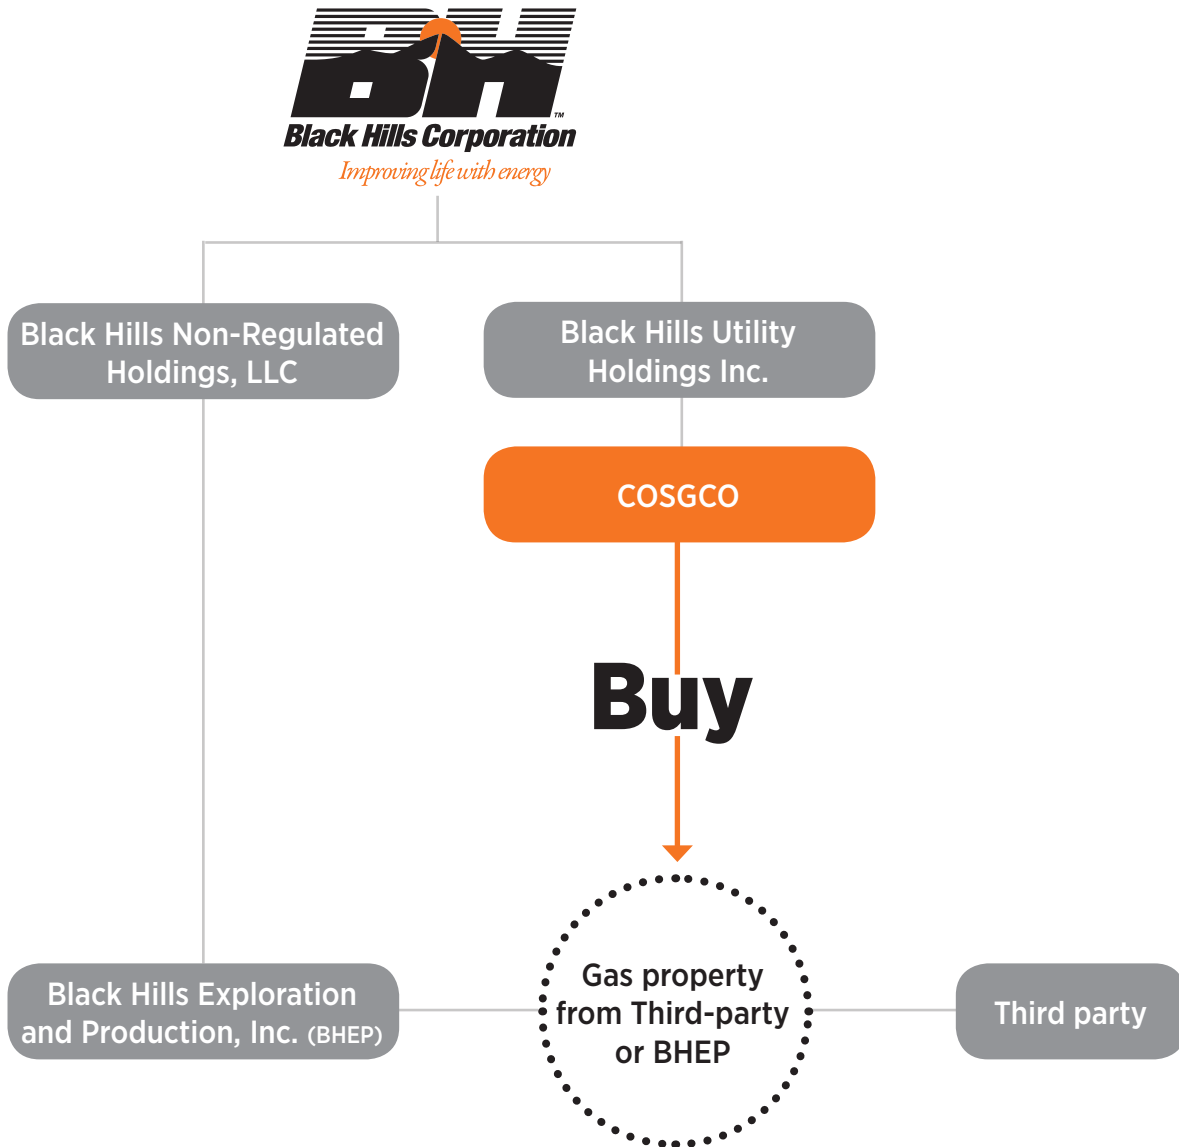 BH
TM
Black Hills Corporation
Improving life with energy
Black Hills Non-Regulated
Holdings, LLC
Black Hills Utility
Holdings Inc.
COSGCO
Buy
Black Hills Exploration
and Production, Inc. (BHEP)
Gas property
from Third-party
or BHEP
Third party